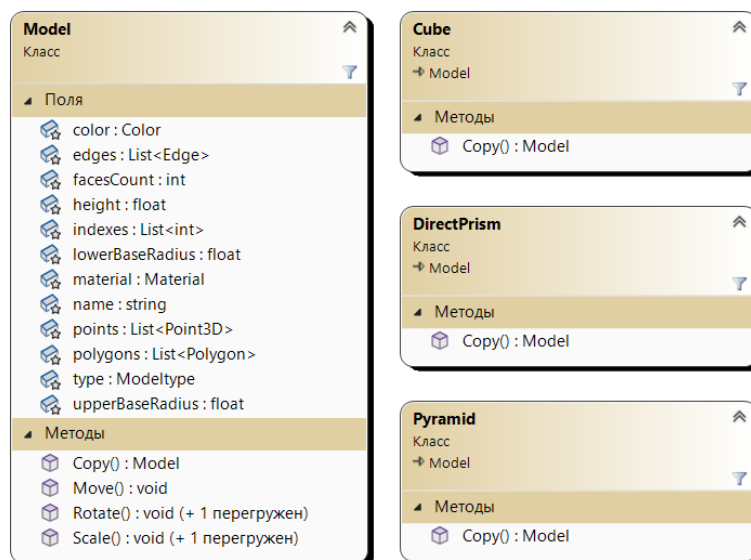 Model
Класс
Поля
color : Color
edges : List<Edge>
facesCount : int
height : float
indexes : List<int>
lowerBaseRadius : float
material : Material
name : string
points : List<Point3D>
polygons : List<Polygon>
type : Modeltype
upperBaseRadius : float
Методы
Copy() : Model
Move() : void
Rotate() : void (+ 1 перегружен)
Scale() : void (+ 1 перегружен)
Cube
Класс
Model
Методы
Copy() : Model
DirectPrism
Класс
Model
Методы
Copy() : Model
Pyramid
Класс
Model
Методы
Copy() : Model